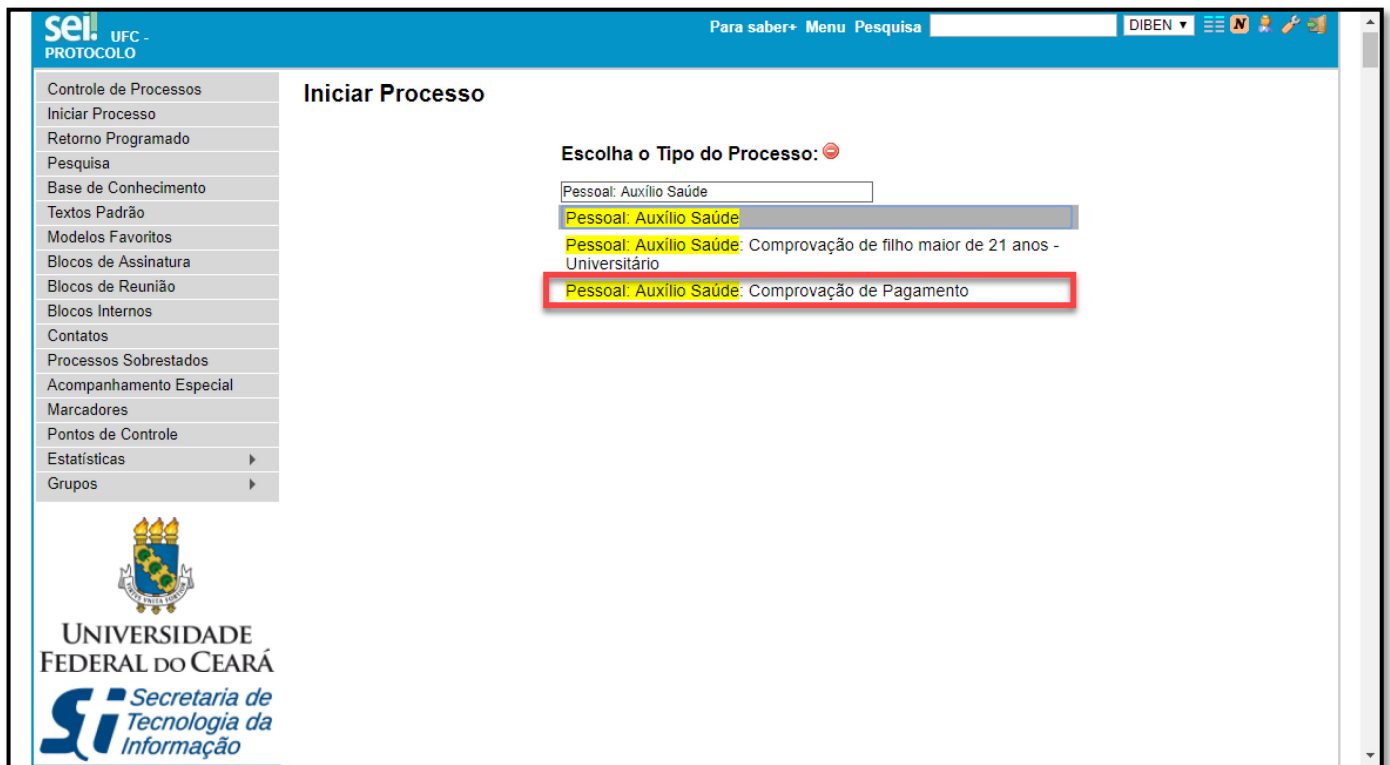 sei! UFC -
PROTOCOLO
Para saber+ Menu Pesquisa
DIBEN
N
Controle de Processos
Iniciar Processo
Retorno Programado
Pesquisa
Base de Conhecimento
Textos Padrão
Modelos Favoritos
Blocos de Assinatura
Blocos de Reunião
Blocos Internos
Contatos
Processos Sobrestados
Acompanhamento Especial
Marcadores
Pontos de Controle
Estatísticas
Grupos
Iniciar Processo
Escolha o Tipo do Processo:
Pessoal: Auxílio Saúde
Pessoal: Auxílio Saúde
Pessoal: Auxílio Saúde: Comprovação de filho maior de 21 anos -
Universitário
Pessoal: Auxílio Saúde: Comprovação de Pagamento
UNIVERSIDADE
FEDERAL DO CEARÁ
STi Secretaria de
Tecnologia da
Informação